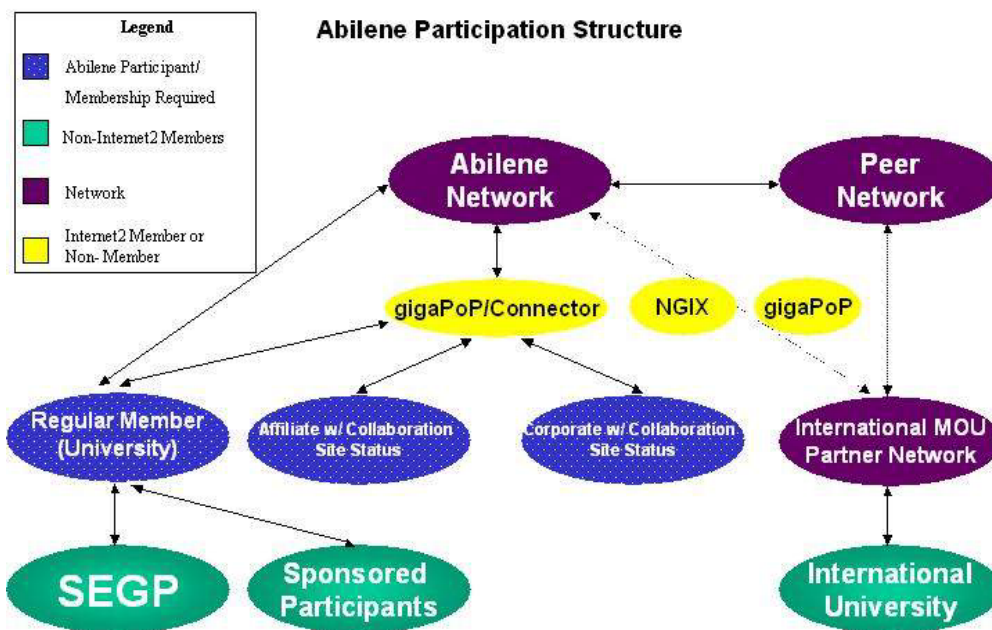 Legend
Abilene Participant/
Membership Required
Non-Internet2 Members
Network
Internet2 Member or
Non- Member
Abilene Participation Structure
Abilene
Network
Peer
Network
gigaPoP/Connector
NGIX
gigaPoP
Regular Member
(University)
Affiliate w/ Collaboration
Site Status
Corporate w/ Collaboration
Site Status
International MOU
Partner Network
SEGP
Sponsored
Participants
International
University